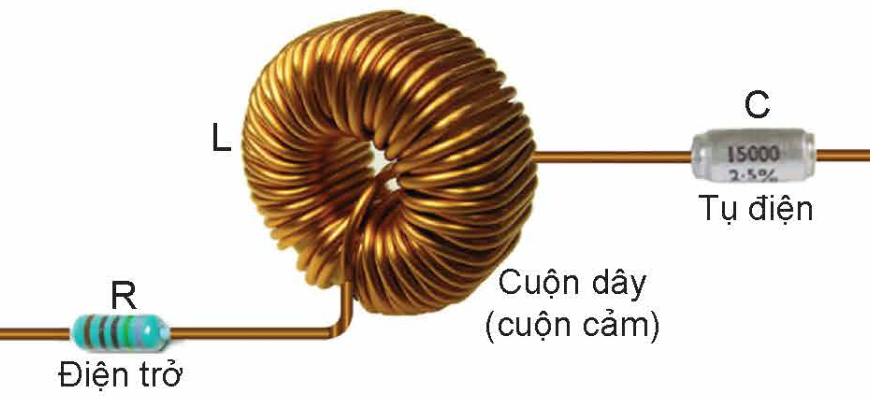 L
C
15000
2.5%
Tụ điện
Cuộn dây
(cuộn cảm)
R
Điện trở